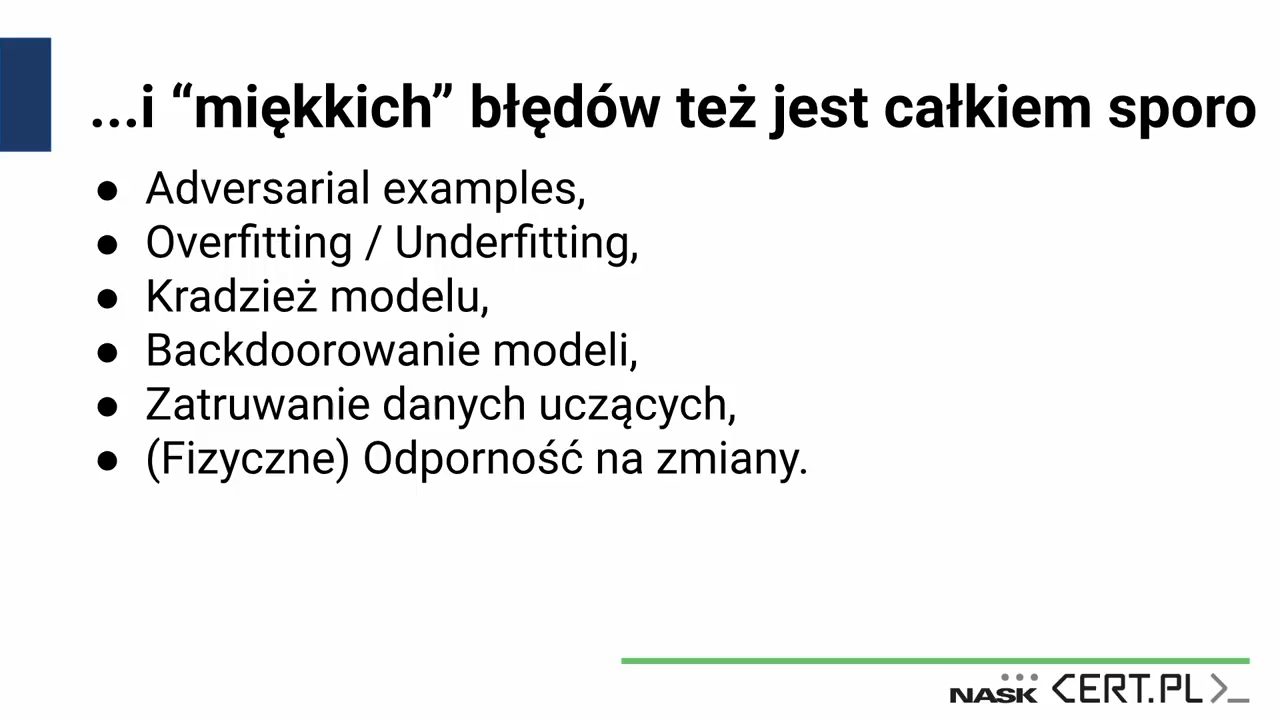 ...i “miękkich” błędów też jest całkiem sporo
● Adversarial examples,
● Overfitting / Underfitting,
● Kradzież modelu,
● Backdoorowanie modeli,
● Zatruwanie danych uczących,
● (Fizyczne) Odporność na zmiany.
NASK CERT.PL>_